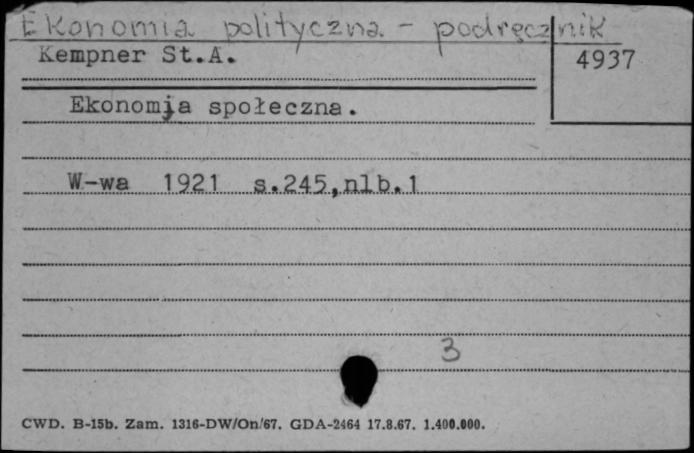 Ekonomia polityczna - podręcznik
Kempner St.A.
4937
Ekonomja społeczna.
W-wa 1921 s.245,nlb.1
3
CWD. B-15b. Zam. 1316-DW/On/67. GDA-2464 17.8.67. 1.400.000.